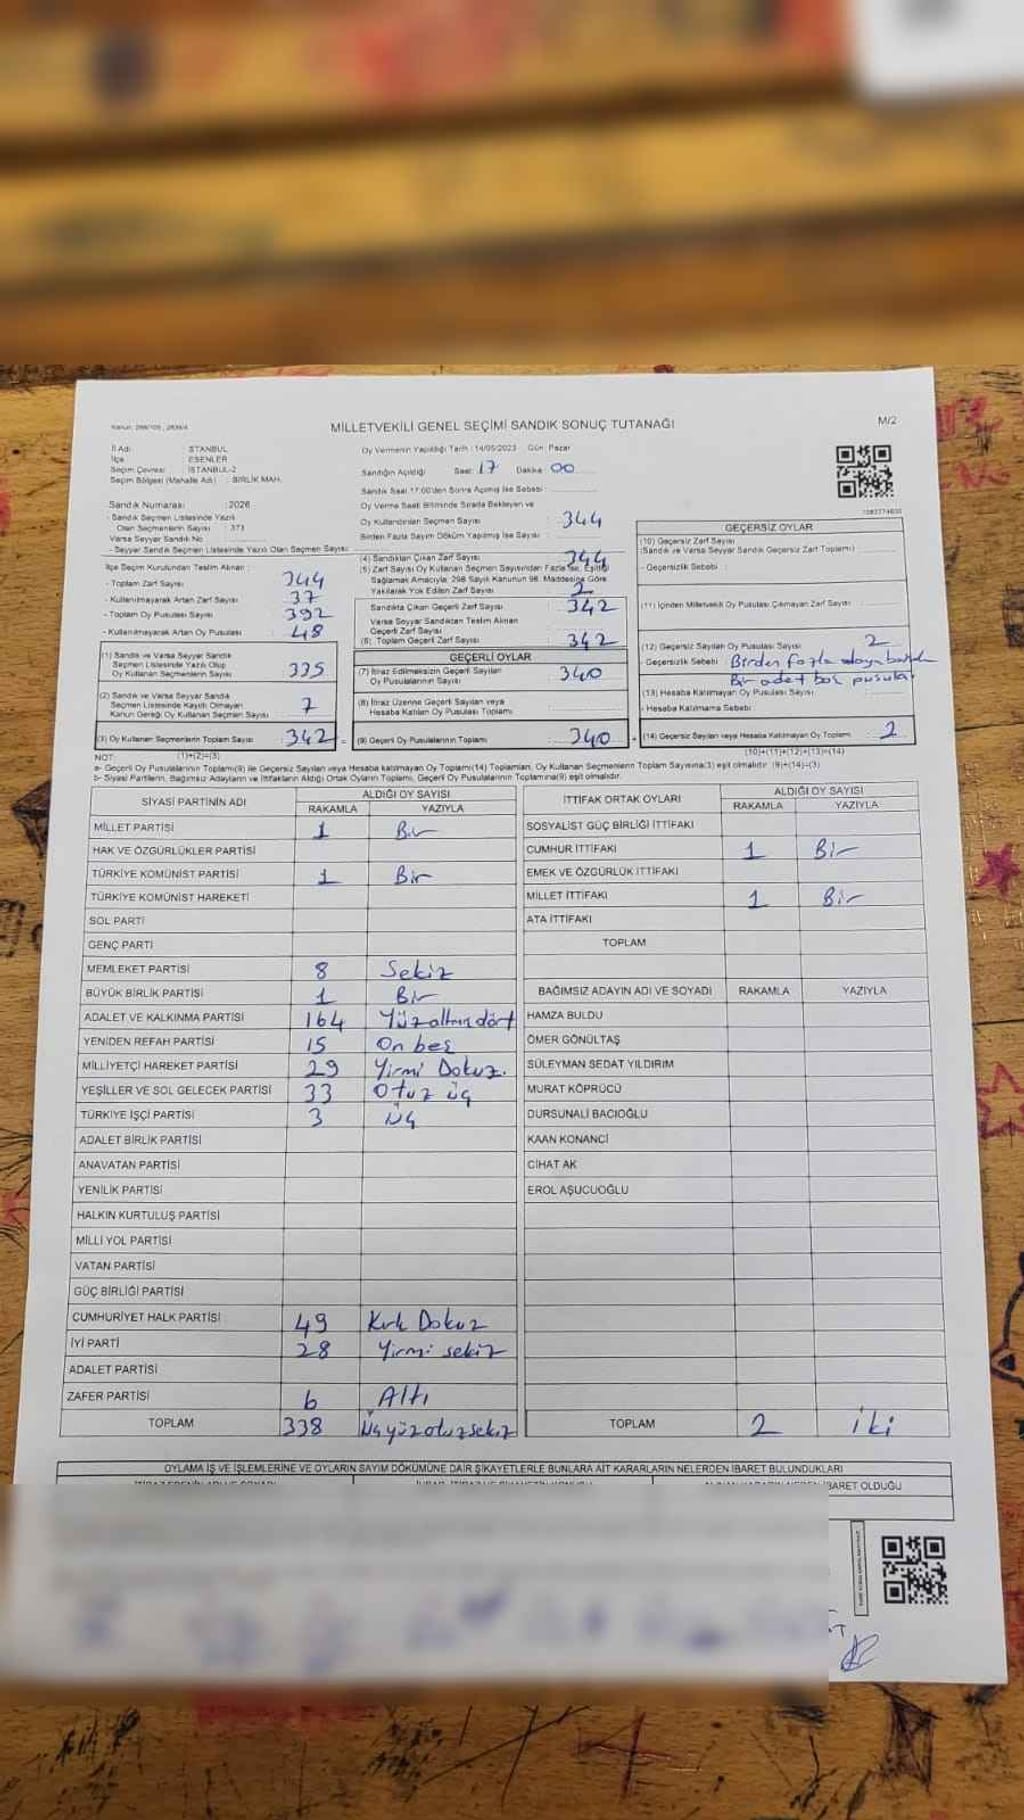 MİLLETVEKİLİ GENEL SEÇİMİ SANDIK SONUÇ TUTANAĞI
M/2
İl Adı : İSTANBUL
İlçe : ESENLER
Seçim Çevresi : İSTANBUL-2
Seçim Bölgesi (Mahalle Adı) : BİRLİK MAH.
Oy Vermenin Yapıldığı Tarih : 14/05/2023 Gün: Pazar
Sandığın Açıldığı Saat: 17 Dakika: 00
Sandık Saat 17:00'den Sonra Açılmış İse Sebebi :
Oy Verme Saati Bitiminde Sırada Bekleyen ve
Oy Kullandırılan Seçmen Sayısı : 344
Birden Fazla Sayım Döküm Yapılmış İse Sayısı :
Sandık Numarası : 2026
- Sandık Seçmen Listesinde Yazılı
Olan Seçmenlerin Sayısı : 373
Varsa Seyyar Sandık No
- Seyyar Sandık Seçmen Listesinde Yazılı Olan Seçmen Sayısı:
İlçe Seçim Kurulundan Teslim Alınan :
- Toplam Zarf Sayısı 344
- Kullanılmayarak Artan Zarf Sayısı : 37
- Toplam Oy Pusulası Sayısı : 392
- Kullanılmayarak Artan Oy Pusulası : 48
(1) Sandık ve Varsa Seyyar Sandık
Seçmen Listesinde Yazılı Olup
Oy Kullanan Seçmenlerin Sayısı : 335
(2) Sandık ve Varsa Seyyar Sandık
Seçmen Listesinde Kayıtlı Olmayan
Kanun Gereği Oy Kullanan Seçmen Sayısı 7
(3) Oy Kullanan Seçmenlerin Toplam Sayısı : 342 =
(1)+(2)=(3)
(4) Sandıktan Çıkan Zarf Sayısı 344
(5) Zarf Sayısı Oy Kullanan Seçmen Sayısından Fazla İse, Eşitliği
Sağlamak Amacıyla, 298 Sayılı Kanunun 98. Maddesine Göre
Yakılarak Yok Edilen Zarf Sayısı : 2
Sandıkta Çıkan Geçerli Zarf Sayısı : 342
Varsa Seyyar Sandıktan Teslim Alınan
Geçerli Zarf Sayısı
(6) Toplam Geçerli Zarf Sayısı : 342
GEÇERLİ OYLAR
(7) İtiraz Edilmeksizin Geçerli Sayılan
Oy Pusulalarının Sayısı 340
(8) İtiraz Üzerine Geçerli Sayılan veya
Hesaba Katılan Oy Pusulası Toplamı
(9) Geçerli Oy Pusulalarının Toplamı : 340 +
GEÇERSİZ OYLAR
(10) Geçersiz Zarf Sayısı
(Sandık ve Varsa Seyyar Sandık Geçersiz Zarf Toplamı)
- Geçersizlik Sebebi :
(11) İçinden Milletvekili Oy Pusulası Çıkmayan Zarf Sayısı
(12) Geçersiz Sayılan Oy Pusulası Sayısı : 2
Geçersizlik Sebebi : Birden fazla
Bir adet boş pusula
(13) Hesaba Katılmayan Oy Pusulası Sayısı
- Hesaba Katılmama Sebebi
(14) Geçersiz Sayılan veya Hesaba Katılmayan Oy Toplamı : 2
(10)+(11)+(12)+(13)=(14)
NOT:
a- Geçerli Oy Pusulalarının Toplamı(9) ile Geçersiz Sayılan veya Hesaba katılmayan Oy Toplamı(14) Toplamları, Oy Kullanan Seçmenlerin Toplam Sayısına(3) eşit olmalıdır. (9)+(14)=(3)
b- Siyasi Partilerin, Bağımsız Adayların ve İttifakların Aldığı Ortak Oyların Toplamı, Geçerli Oy Pusulalarının Toplamına(9) eşit olmalıdır.
SİYASİ PARTİNİN ADI ALDIĞI OY SAYISI
RAKAMLA YAZIYLA
MİLLET PARTİSİ 1 Bir
HAK VE ÖZGÜRLÜKLER PARTİSİ
TÜRKİYE KOMÜNİST PARTİSİ 1 Bir
TÜRKİYE KOMÜNİST HAREKETİ
SOL PARTİ
GENÇ PARTİ
MEMLEKET PARTİSİ 8 Sekiz
BÜYÜK BİRLİK PARTİSİ 1 Bir
ADALET VE KALKINMA PARTİSİ 164 Yüzaltmışdört
YENİDEN REFAH PARTİSİ 15 On beş
MİLLİYETÇİ HAREKET PARTİSİ 29 Yirmi Dokuz.
YEŞİLLER VE SOL GELECEK PARTİSİ 33 Otuz üç
TÜRKİYE İŞÇİ PARTİSİ 3 Üç
ADALET BİRLİK PARTİSİ
ANAVATAN PARTİSİ
YENİLİK PARTİSİ
HALKIN KURTULUŞ PARTİSİ
MİLLİ YOL PARTİSİ
VATAN PARTİSİ
GÜÇ BİRLİĞİ PARTİSİ
CUMHURİYET HALK PARTİSİ 49 Kırk Dokuz
İYİ PARTİ 28 Yirmi sekiz
ADALET PARTİSİ
ZAFER PARTİSİ 6 Altı
TOPLAM 338 Üçyüzotuzsekiz
İTTİFAK ORTAK OYLARI ALDIĞI OY SAYISI
RAKAMLA YAZIYLA
SOSYALİST GÜÇ BİRLİĞİ İTTİFAKI
CUMHUR İTTİFAKI 1 Bir
EMEK VE ÖZGÜRLÜK İTTİFAKI
MİLLET İTTİFAKI 1 Bir
ATA İTTİFAKI
TOPLAM
BAĞIMSIZ ADAYIN ADI VE SOYADI RAKAMLA YAZIYLA
HAMZA BULDU
ÖMER GÖNÜLTAŞ
SÜLEYMAN SEDAT YILDIRIM
MURAT KÖPRÜCÜ
DURSUNALİ BACIOĞLU
KAAN KONANCİ
CİHAT AK
EROL AŞUCUOĞLU
TOPLAM 2 iki
OYLAMA İŞ VE İŞLEMLERİNE VE OYLARIN SAYIM DÖKÜMÜNE DAİR ŞİKAYETLERLE BUNLARA AİT KARARLARIN NELERDEN İBARET BULUNDUKLARI
İBARET OLDUĞU